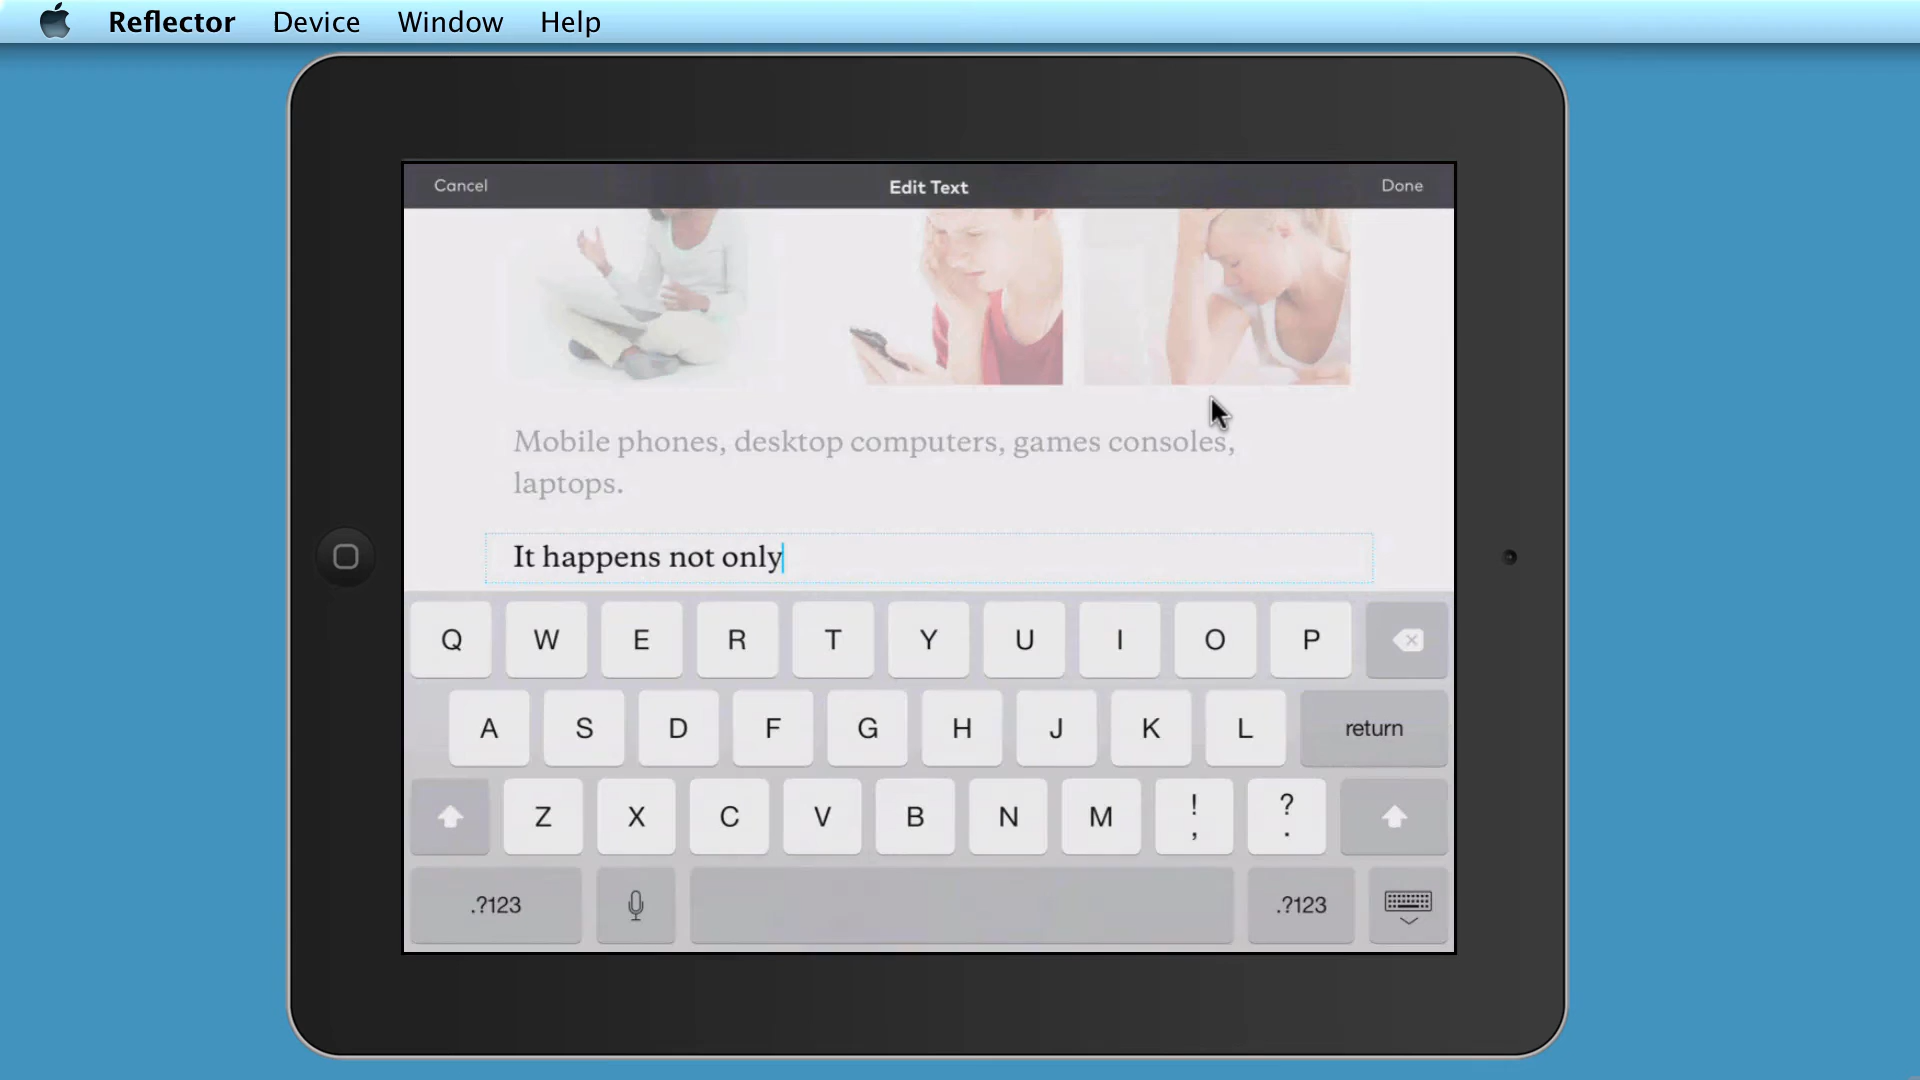 Reflector Device Window Help
Cancel Edit Text Done
Mobile phones, desktop computers, games consoles,
laptops.
It happens not only
Q W E R T Y U I O P
A S D F G H J K L return
Z X C V B N M ! , ? .
.?123 .?123